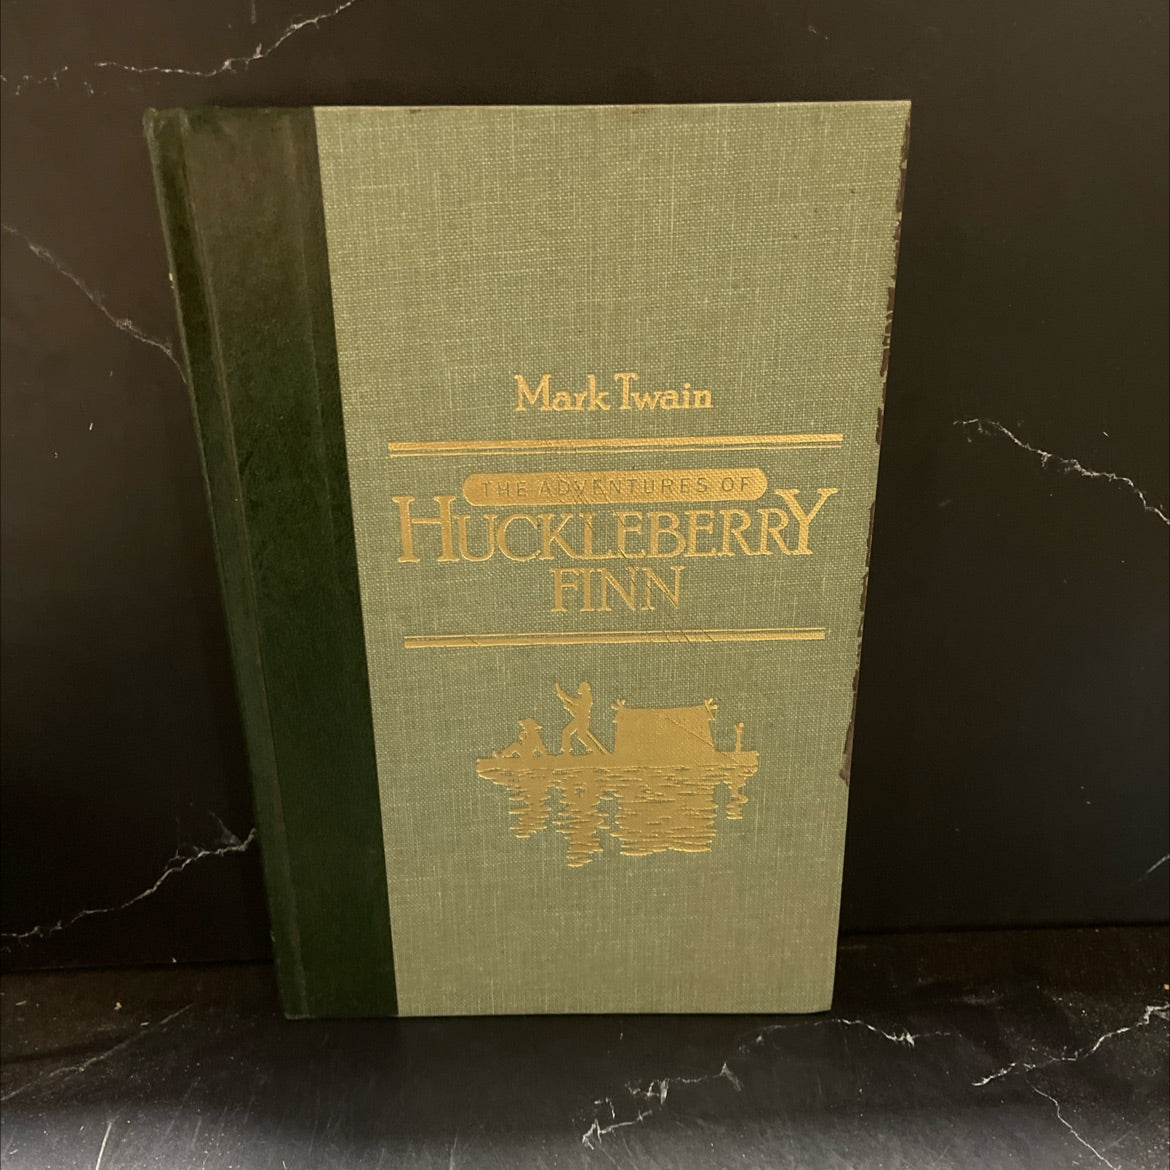 Mark Twain
THE ADVENTURES OF
HUCKLEBERRY
FINN